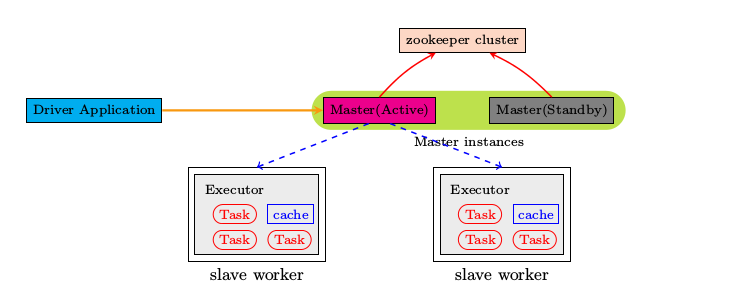 zookeeper cluster
Driver Application
Master(Active)
Master(Standby)
Master instances
Executor
Task
cache
Task
Task
slave worker
Executor
Task
cache
Task
Task
slave worker